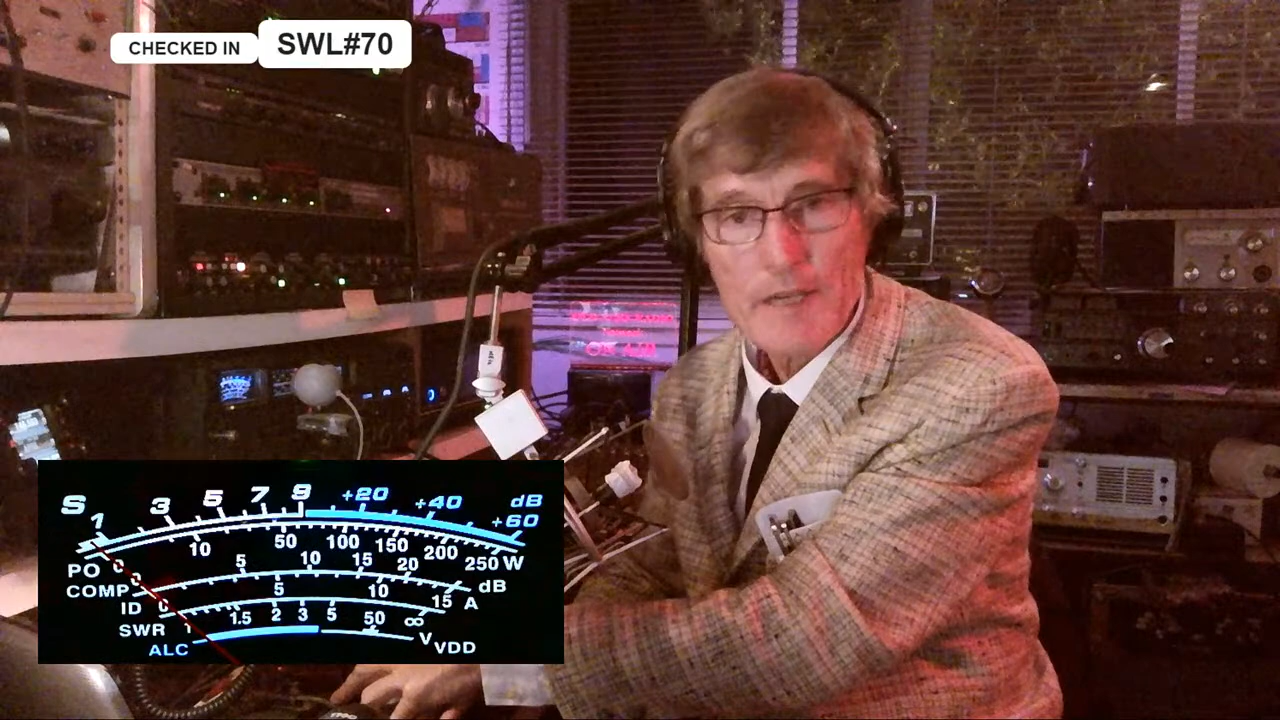 CHECKED IN SWL#70
S 1 3 5 7 9 +20 +40 +60 dB
PO 0 10 50 100 150 200 250 W
COMP 0 5 10 15 20 dB
ID 0 5 10 15 A
SWR 1 1.5 2 3 5 50 ∞
ALC
V
VDD